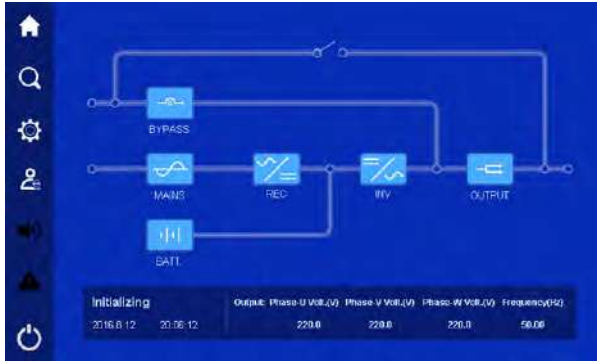 BYPASS
MAINS
REC
INV
OUTPUT
BATT.
Initializing
Output: Phase-U Volt.(V) Phase-V Volt.(V) Phase-W Volt.(V) Frequency(Hz)
2016.8.12 20:06:12 220.0 220.0 220.0 50.00